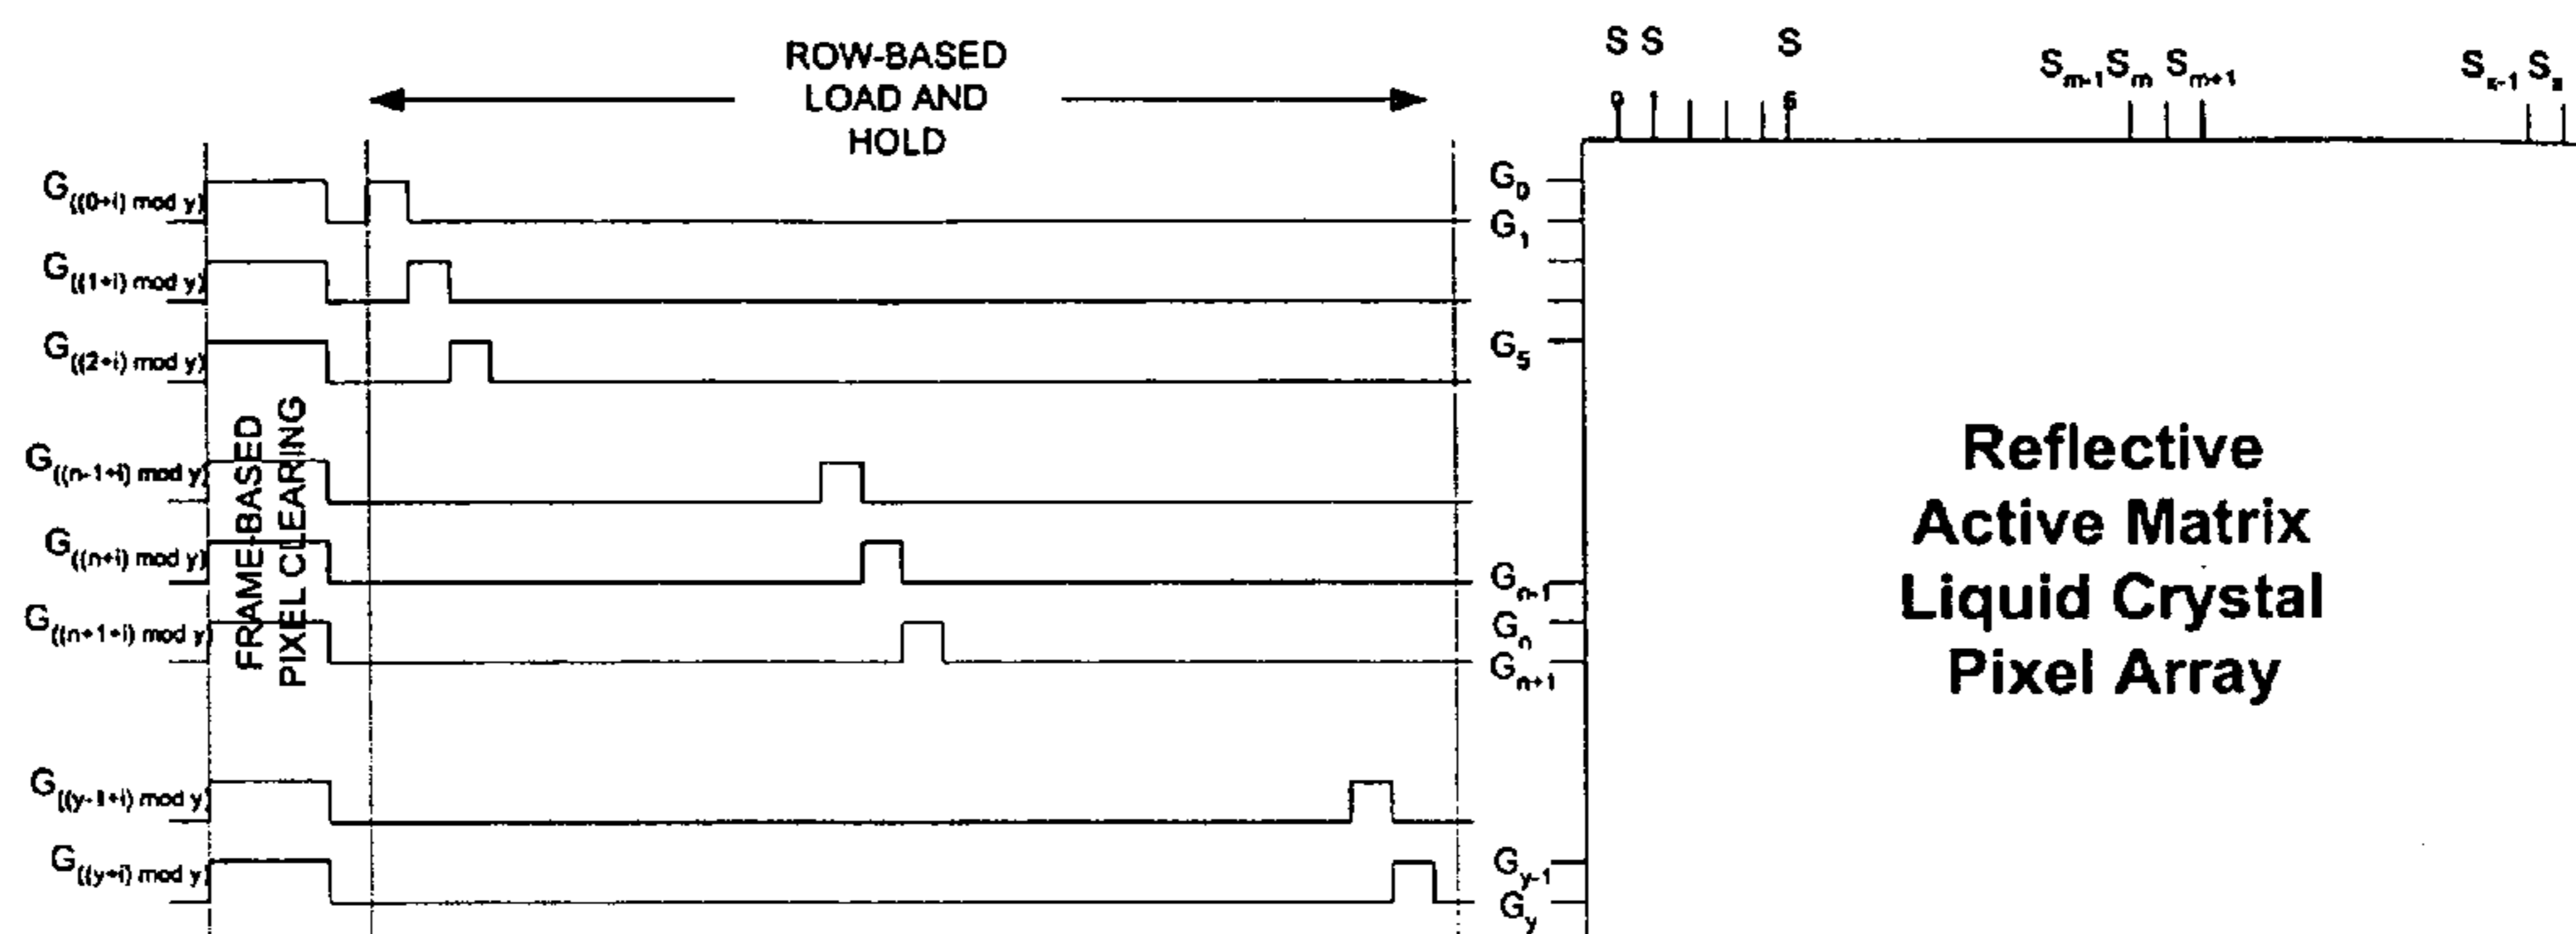 ROW-BASED
LOAD AND
HOLD
S S S S_{m-1} S_m S_{m+1} S_{x-1} S_x
0 1 5
G_{((0+i) mod y)}
G_{((1+i) mod y)}
G_{((2+i) mod y)}
G_{((n-1+i) mod y)}
G_{((n+i) mod y)}
G_{((n+1+i) mod y)}
G_{((y-1+i) mod y)}
G_{((y+i) mod y)}
FRAME-BASED
PIXEL CLEARING
G_0
G_1
G_5
G_{n-1}
G_n
G_{n+1}
G_{y-1}
G_y
Reflective
Active Matrix
Liquid Crystal
Pixel Array